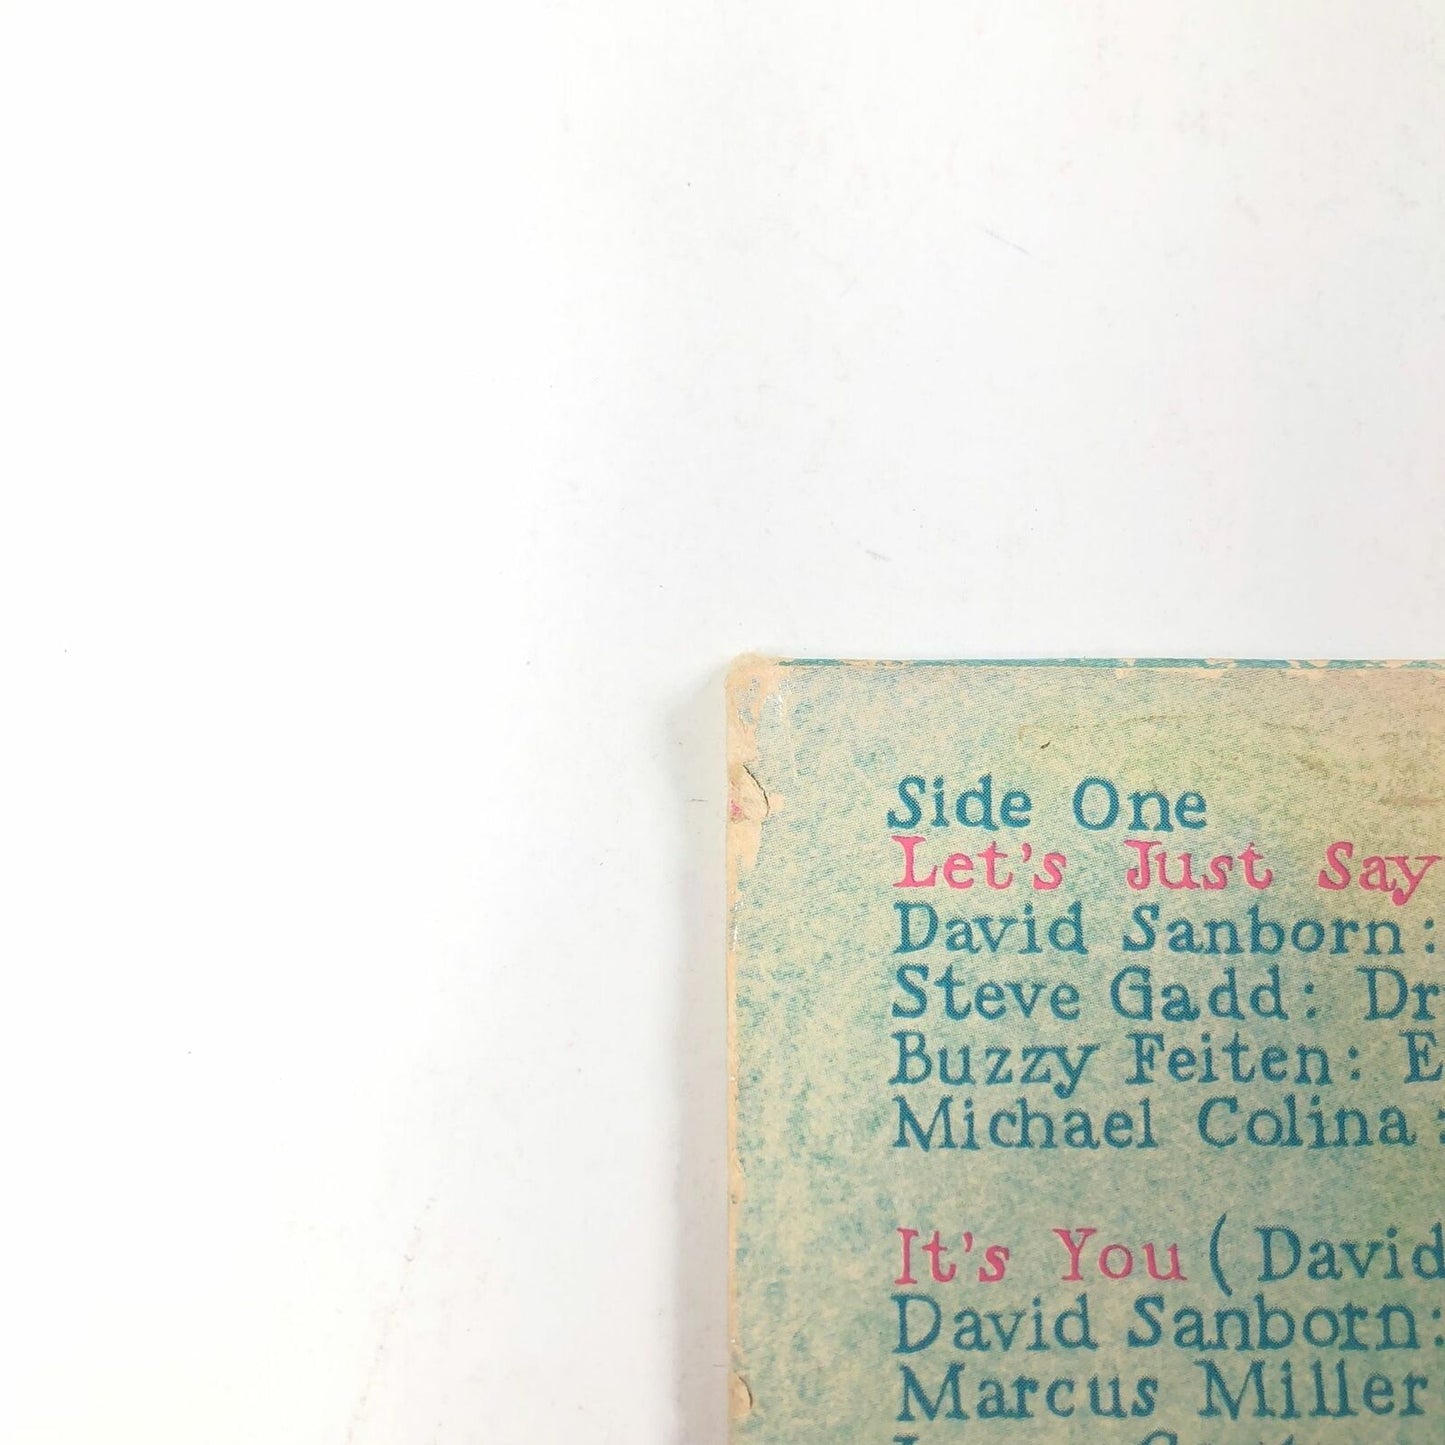 Side One
Let's Just Say
David Sanborn:
Steve Gadd: Dr
Buzzy Feiten: E
Michael Colina:
It's You (David
David Sanborn:
Marcus Miller